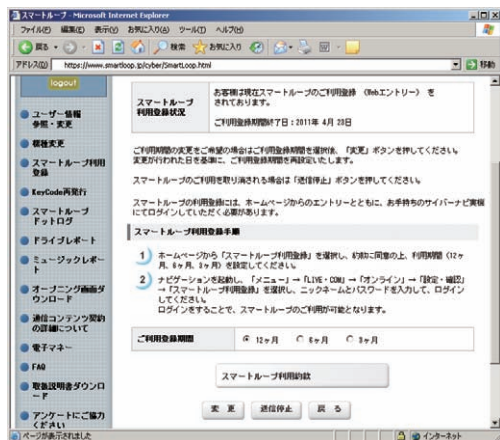 スマートループ - Microsoft Internet Explorer
ファイル(F) 編集(E) 表示(V) お気に入り(A) ツール(T) ヘルプ(H)
戻る 検索 お気に入り
アドレス(D) https://www.smartloop.jp/cyber/SmartLoop.html 移動
logout
ユーザー情報
参照・変更
機種変更
スマートループ利用
登録
KeyCode再発行
スマートループ
ドットログ
ドライブレポート
ミュージックレポー
ト
オープニング画面ダ
ウンロード
通信コンテンツ契約
の詳細について
電子マネー
FAQ
取扱説明書ダウンロ
ード
アンケートにご協力
ください
スマートループ
利用登録状況
お客様は現在スマートループのご利用登録 (Webエントリー) を
されております。
ご利用登録期間終了日:2011年 4月 20日
ご利用期間の変更をご希望の場合はご利用登録期間を選択後、「変更」ボタンを押してください。
変更が行われた日を基準に、ご利用登録期間を再設定いたします。
スマートループのご利用を取り消される場合は「送信停止」ボタンを押してください。
スマートループの利用登録には、ホームページからのエントリーとともに、お手持ちのサイバーナビ実機
にてログインしていただく必要があります。
スマートループ利用登録手順
1 ホームページから「スマートループ利用登録」を選択し、約款に同意の上、利用期間(12ヶ
月、6ヶ月、3ヶ月)を設定してください。
2 ナビゲーションを起動し、「メニュー」→「LIVE・COM」→「オンライン」→「設定・確認」
→「スマートループ利用登録」を選択し、ニックネームとパスワードを入力して、ログイン
してください。
ログインをすることで、スマートループのご利用が可能となります。
ご利用登録期間 12ヶ月 6ヶ月 3ヶ月
スマートループ利用約款
変 更 送信停止 戻 る
ページが表示されました インターネット